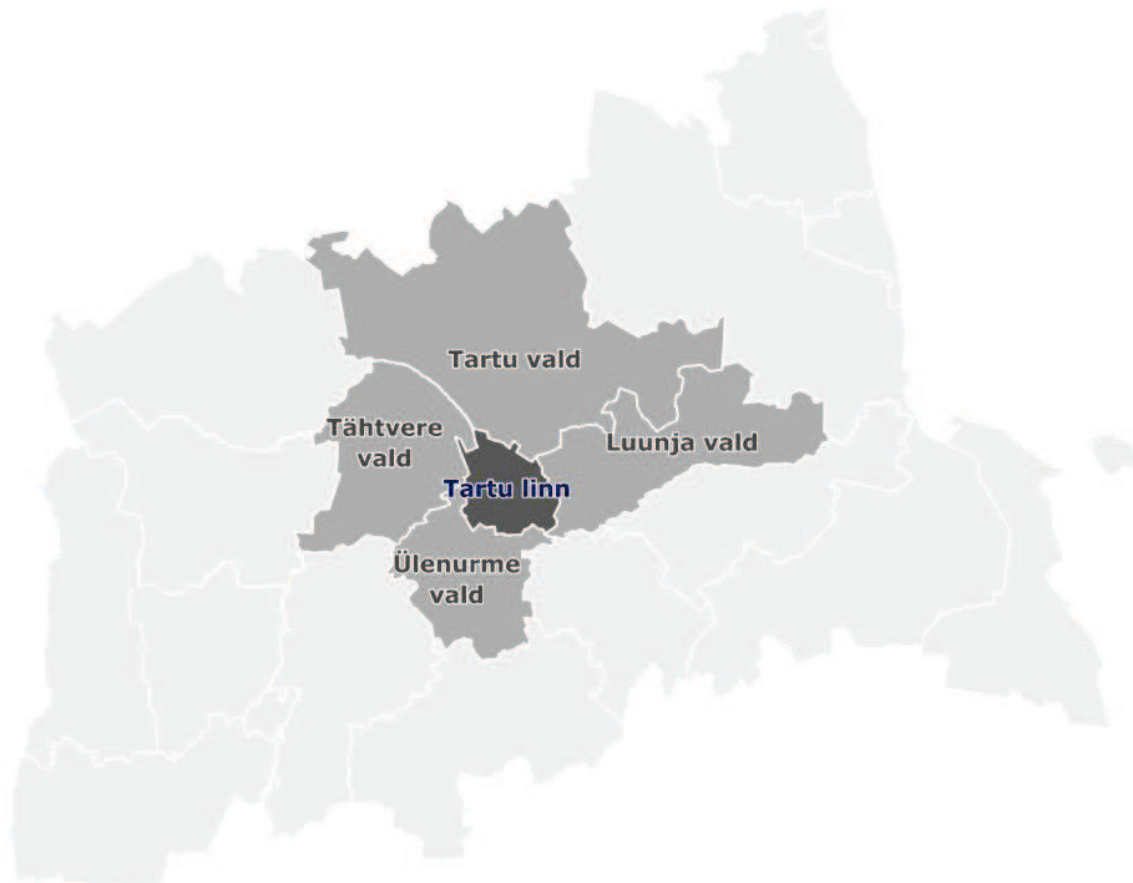 Tartu vald
Tähtvere
vald
Luunja vald
Tartu linn
Ülenurme
vald